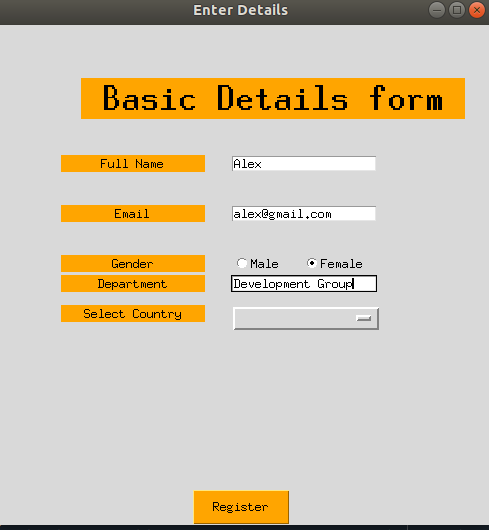 Enter Details
Basic Details form
Full Name Alex
Email alex@gmail.com
Gender Male Female
Department Development Group
Select Country
Register